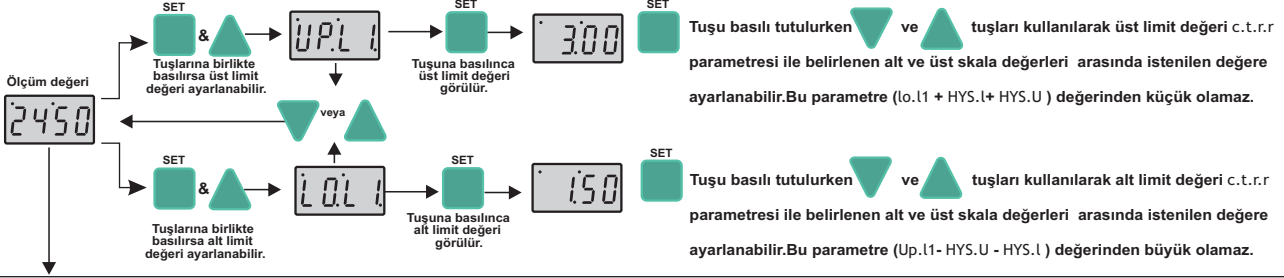 Ölçüm değeri
2450
SET
&
Tuşlarına birlikte
basılırsa üst limit
değeri ayarlanabilir.
UP.L 1.
SET
Tuşuna basılınca
üst limit değeri
görülür.
3.00
SET
Tuşu basılı tutulurken ve tuşları kullanılarak üst limit değeri c.t.r.r
parametresi ile belirlenen alt ve üst skala değerleri arasında istenilen değere
ayarlanabilir.Bu parametre (lo.l1 + HYS.l+ HYS.U ) değerinden küçük olamaz.
veya
SET
&
Tuşlarına birlikte
basılırsa alt limit
değeri ayarlanabilir.
LO.L 1.
SET
Tuşuna basılınca
alt limit değeri
görülür.
1.50
SET
Tuşu basılı tutulurken ve tuşları kullanılarak alt limit değeri c.t.r.r
parametresi ile belirlenen alt ve üst skala değerleri arasında istenilen değere
ayarlanabilir.Bu parametre (Up.l1- HYS.U - HYS.l ) değerinden büyük olamaz.